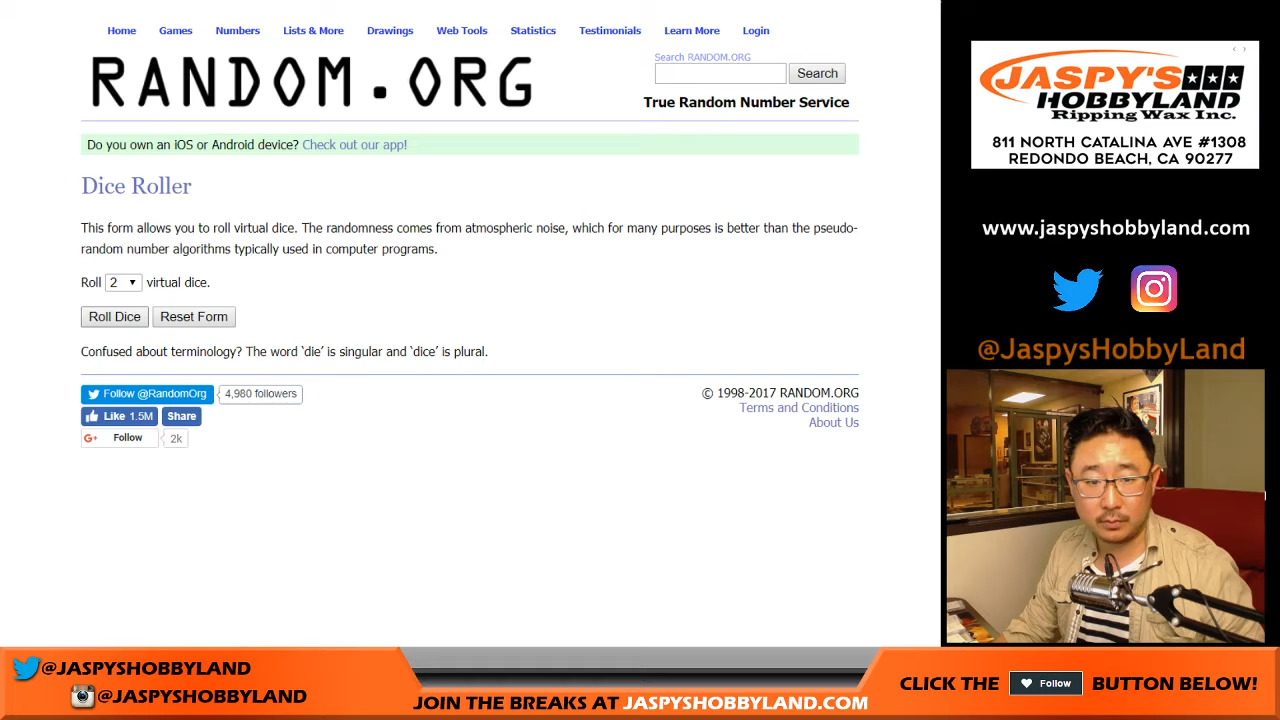 Home Games Numbers Lists & More Drawings Web Tools Statistics Testimonials Learn More Login
RANDOM.ORG
Search RANDOM.ORG
Search
True Random Number Service
Do you own an iOS or Android device? Check out our app!
Dice Roller
This form allows you to roll virtual dice. The randomness comes from atmospheric noise, which for many purposes is better than the pseudo-
random number algorithms typically used in computer programs.
Roll 2 virtual dice.
Roll Dice Reset Form
Confused about terminology? The word ‘die’ is singular and ‘dice’ is plural.
Follow @RandomOrg 4,980 followers
Like 1.5M Share
G+ Follow 2k
© 1998-2017 RANDOM.ORG
Terms and Conditions
About Us
JASPY'S
HOBBYLAND
Ripping Wax Inc.
811 NORTH CATALINA AVE #1308
REDONDO BEACH, CA 90277
www.jaspyshobbyland.com
@JaspysHobbyLand
@JASPYSHOBBYLAND
@JASPYSHOBBYLAND
JOIN THE BREAKS AT JASPYSHOBBYLAND.COM
CLICK THE Follow BUTTON BELOW!